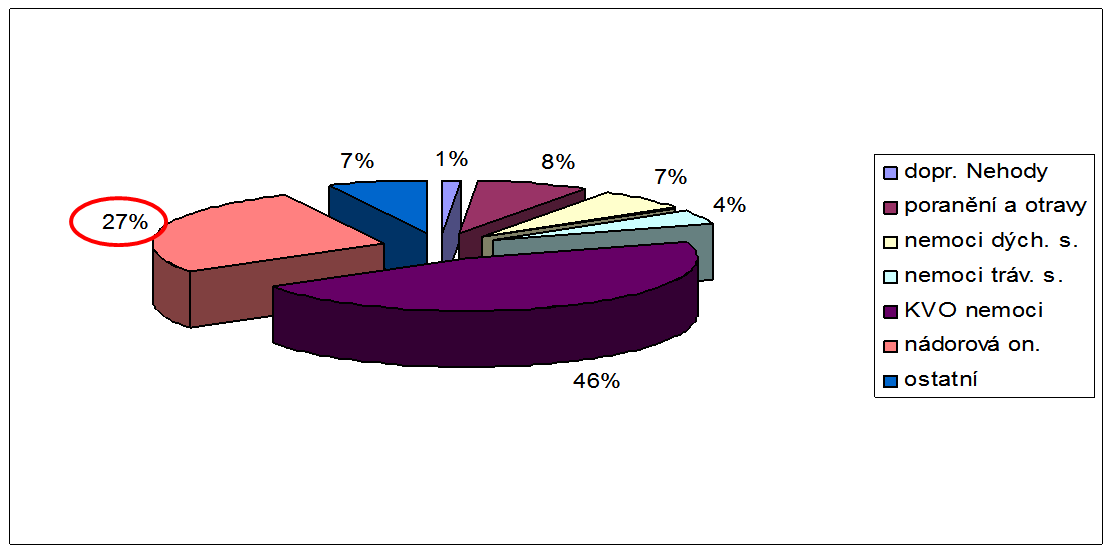 7%
1%
8%
7%
4%
27%
46%
dopr. Nehody
poranění a otravy
nemoci dých. s.
nemoci tráv. s.
KVO nemoci
nádorová on.
ostatní